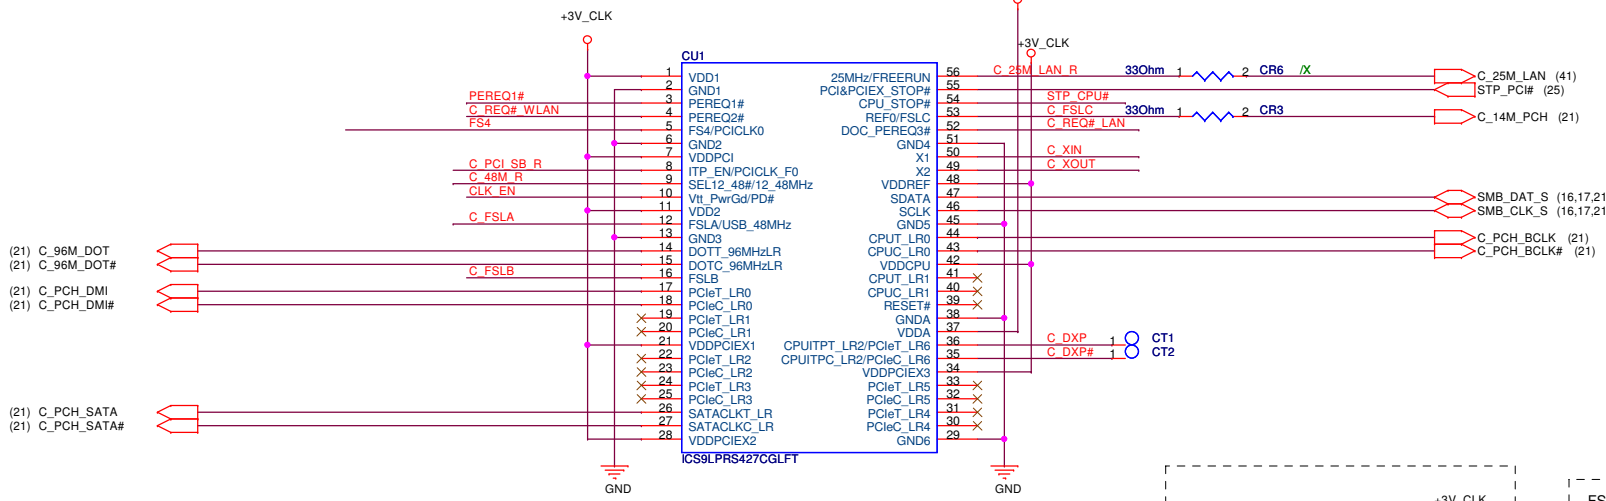 +3V_CLK
+3V_CLK
CU1
1 VDD1
2 GND1
PEREQ1# 3 PEREQ1#
C_REQ#_WLAN 4 PEREQ2#
FS4 5 FS4/PCICLK0
6 GND2
7 VDDPCI
C_PCI_SB_R 8 ITP_EN/PCICLK_F0
C_48M_R 9 SEL12_48#/12_48MHz
CLK_EN 10 Vtt_PwrGd/PD#
11 VDD2
C_FSLA 12 FSLA/USB_48MHz
13 GND3
(21) C_96M_DOT 14 DOTT_96MHzLR
(21) C_96M_DOT# 15 DOTC_96MHzLR
C_FSLB 16 FSLB
(21) C_PCH_DMI 17 PCIeT_LR0
(21) C_PCH_DMI# 18 PCIeC_LR0
19 PCIeT_LR1
20 PCIeC_LR1
21 VDDPCIEX1
22 PCIeT_LR2
23 PCIeC_LR2
24 PCIeT_LR3
25 PCIeC_LR3
(21) C_PCH_SATA 26 SATACLKT_LR
(21) C_PCH_SATA# 27 SATACLKC_LR
28 VDDPCIEX2
25MHz/FREERUN 56 C_25M_LAN_R 33Ohm 1 2 CR6 /X C_25M_LAN (41)
PCI&PCIEX_STOP# 55 STP_PCI# (25)
CPU_STOP# 54 STP_CPU#
REF0/FSLC 53 C_FSLC 33Ohm 1 2 CR3 C_14M_PCH (21)
DOC_PEREQ3# 52 C_REQ#_LAN
GND4 51
X1 50 C_XIN
X2 49 C_XOUT
VDDREF 48
SDATA 47 SMB_DAT_S (16,17,21
SCLK 46 SMB_CLK_S (16,17,21
GND5 45
CPUT_LR0 44 C_PCH_BCLK (21)
CPUC_LR0 43 C_PCH_BCLK# (21)
VDDCPU 42
CPUT_LR1 41
CPUC_LR1 40
RESET# 39
GNDA 38
VDDA 37
CPUITPT_LR2/PCIeT_LR6 36 C_DXP 1 CT1
CPUITPC_LR2/PCIeC_LR6 35 C_DXP# 1 CT2
VDDPCIEX3 34
PCIeT_LR5 33
PCIeC_LR5 32
PCIeT_LR4 31
PCIeC_LR4 30
GND6 29
ICS9LPRS427CGLFT
GND
GND
+3V_CLK